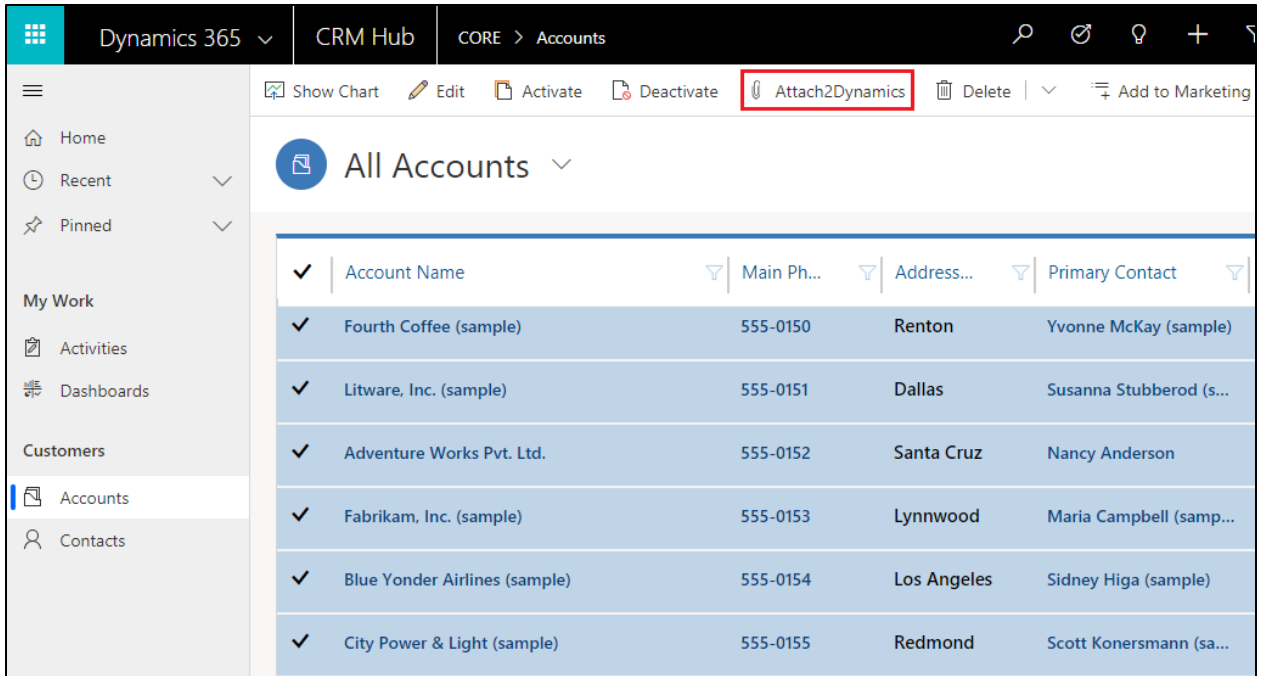 Dynamics 365 CRM Hub CORE > Accounts
Show Chart Edit Activate Deactivate Attach2Dynamics Delete Add to Marketing
Home
Recent
Pinned
My Work
Activities
Dashboards
Customers
Accounts
Contacts
All Accounts
Account Name Main Ph... Address... Primary Contact
Fourth Coffee (sample) 555-0150 Renton Yvonne McKay (sample)
Litware, Inc. (sample) 555-0151 Dallas Susanna Stubberod (s...
Adventure Works Pvt. Ltd. 555-0152 Santa Cruz Nancy Anderson
Fabrikam, Inc. (sample) 555-0153 Lynnwood Maria Campbell (samp...
Blue Yonder Airlines (sample) 555-0154 Los Angeles Sidney Higa (sample)
City Power & Light (sample) 555-0155 Redmond Scott Konersmann (sa...